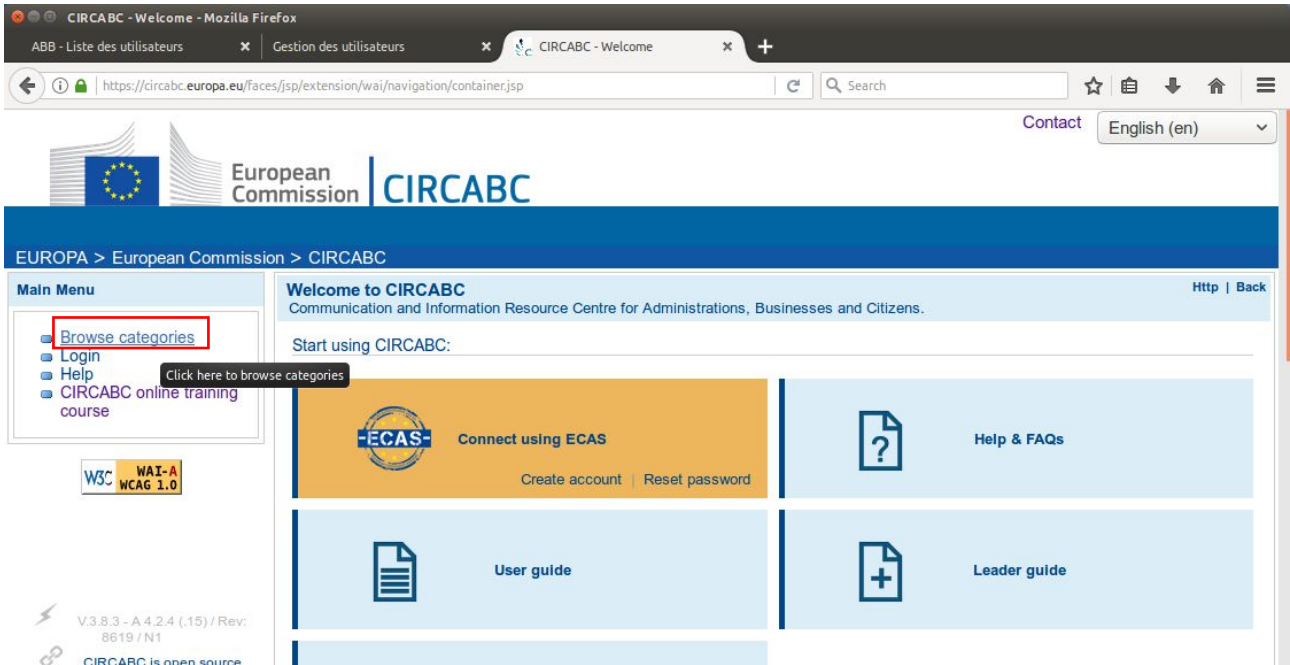 CIRCABC - Welcome - Mozilla Firefox
ABB - Liste des utilisateurs
Gestion des utilisateurs
CIRCABC - Welcome
https://circabc.europa.eu/faces/jsp/extension/wai/navigation/container.jsp
Search
Contact
English (en)
European
Commission
CIRCABC
EUROPA > European Commission > CIRCABC
Main Menu
Browse categories
Login
Help
CIRCABC online training
course
Click here to browse categories
W3C WAI-A
WCAG 1.0
V.3.8.3 - A 4.2.4 (.15) / Rev:
8619 / N1
CIRCABC is open source
Welcome to CIRCABC
Http | Back
Communication and Information Resource Centre for Administrations, Businesses and Citizens.
Start using CIRCABC:
-ECAS-
Connect using ECAS
Create account | Reset password
?
Help & FAQs
User guide
Leader guide